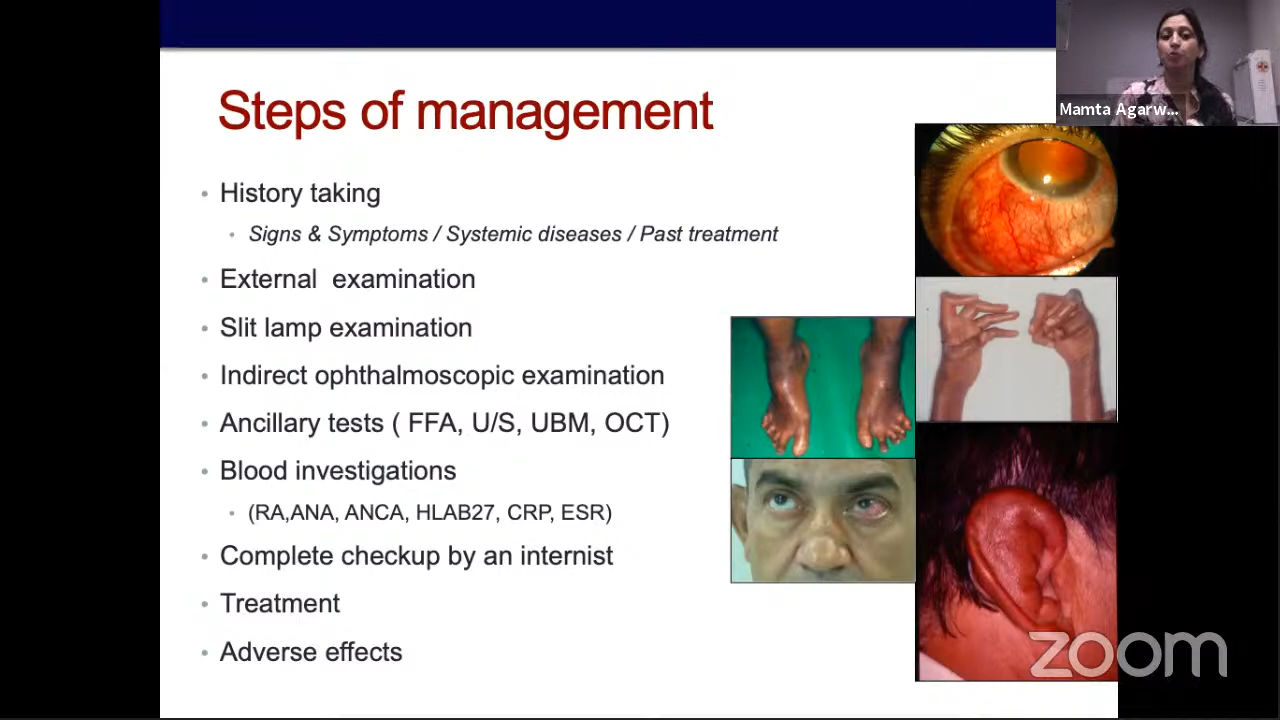 Steps of management
Mamta Agarw...
• History taking
• Signs & Symptoms / Systemic diseases / Past treatment
• External examination
• Slit lamp examination
• Indirect ophthalmoscopic examination
• Ancillary tests ( FFA, U/S, UBM, OCT)
• Blood investigations
• (RA,ANA, ANCA, HLAB27, CRP, ESR)
• Complete checkup by an internist
• Treatment
• Adverse effects
zoom